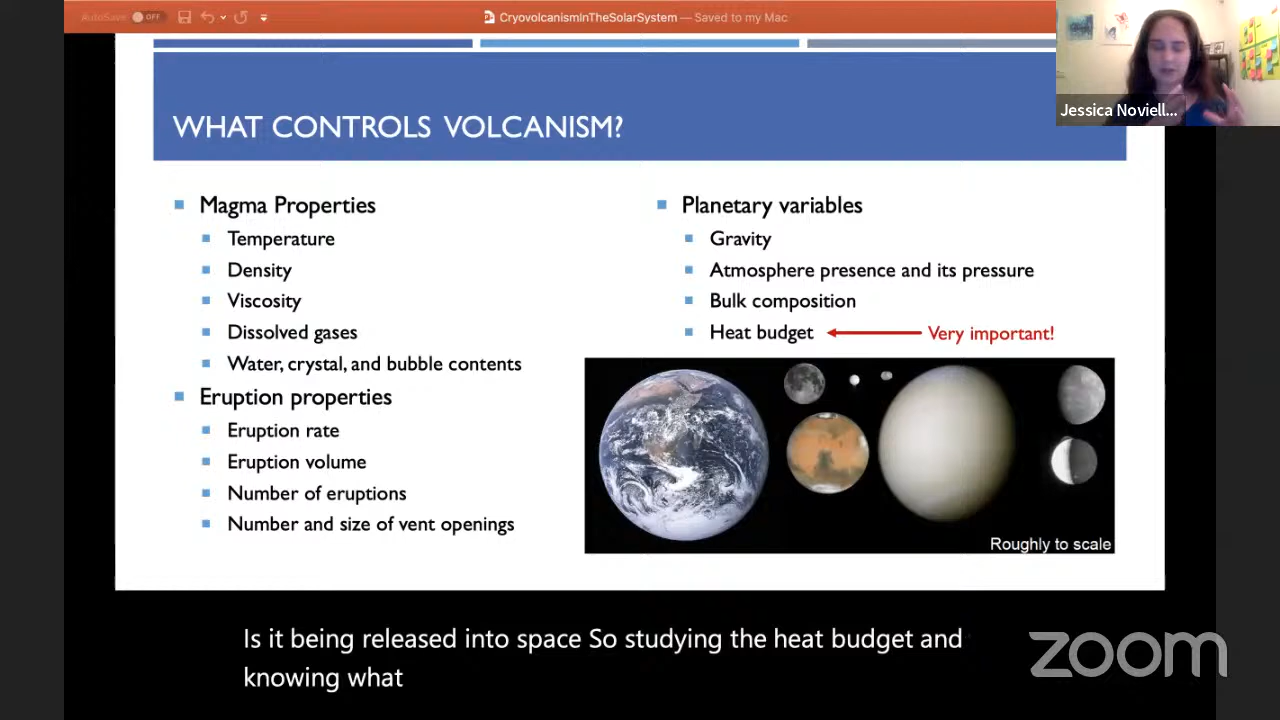 AutoSave OFF
CryovolcanismInTheSolarSystem — Saved to my Mac
Jessica Noviell...
WHAT CONTROLS VOLCANISM?
Magma Properties
Temperature
Density
Viscosity
Dissolved gases
Water, crystal, and bubble contents
Eruption properties
Eruption rate
Eruption volume
Number of eruptions
Number and size of vent openings
Planetary variables
Gravity
Atmosphere presence and its pressure
Bulk composition
Heat budget
Very important!
Roughly to scale
Is it being released into space So studying the heat budget and
knowing what
zoom